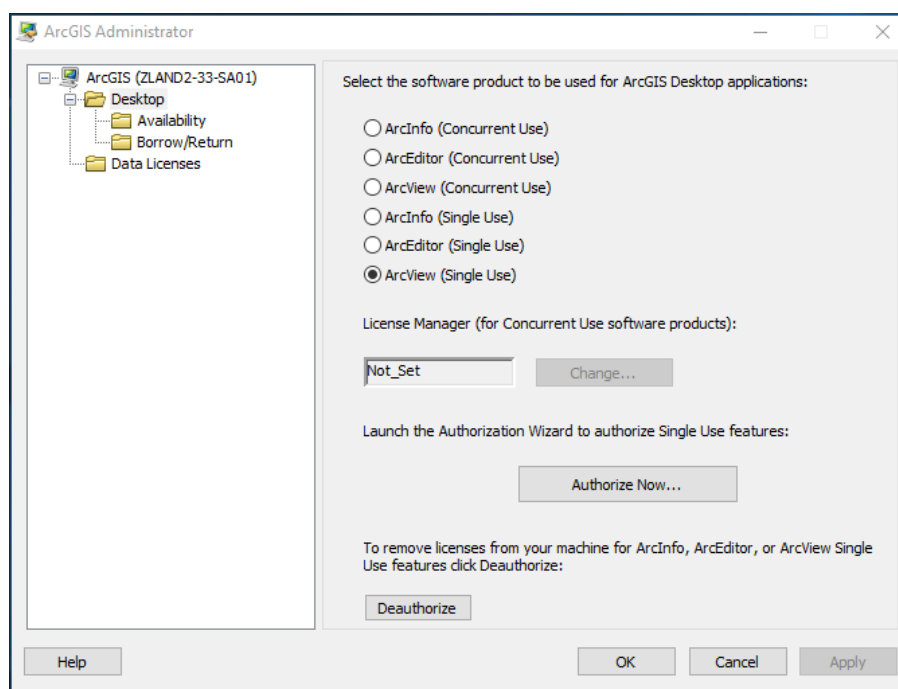 ArcGIS Administrator
ArcGIS (ZLAND2-33-SA01)
Desktop
Availability
Borrow/Return
Data Licenses
Select the software product to be used for ArcGIS Desktop applications:
ArcInfo (Concurrent Use)
ArcEditor (Concurrent Use)
ArcView (Concurrent Use)
ArcInfo (Single Use)
ArcEditor (Single Use)
ArcView (Single Use)
License Manager (for Concurrent Use software products):
Not_Set
Change...
Launch the Authorization Wizard to authorize Single Use features:
Authorize Now...
To remove licenses from your machine for ArcInfo, ArcEditor, or ArcView Single
Use features click Deauthorize:
Deauthorize
Help
OK
Cancel
Apply